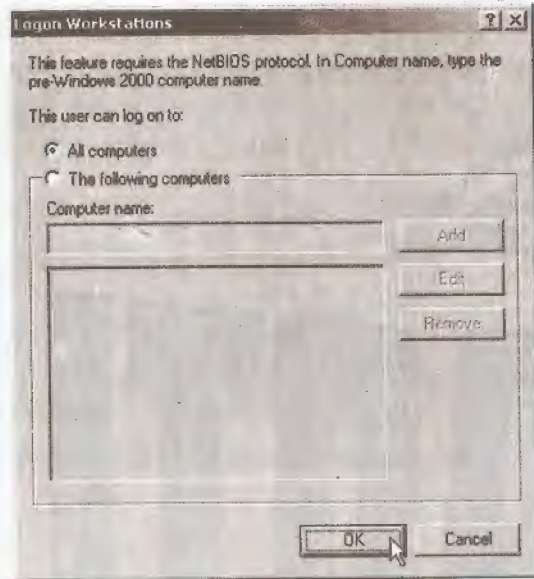 Logon Workstations
This feature requires the NetBIOS protocol. In Computer name, type the
pre-Windows 2000 computer name.
This user can log on to:
All computers
The following computers
Computer name:
Add
Edit
Remove
OK
Cancel